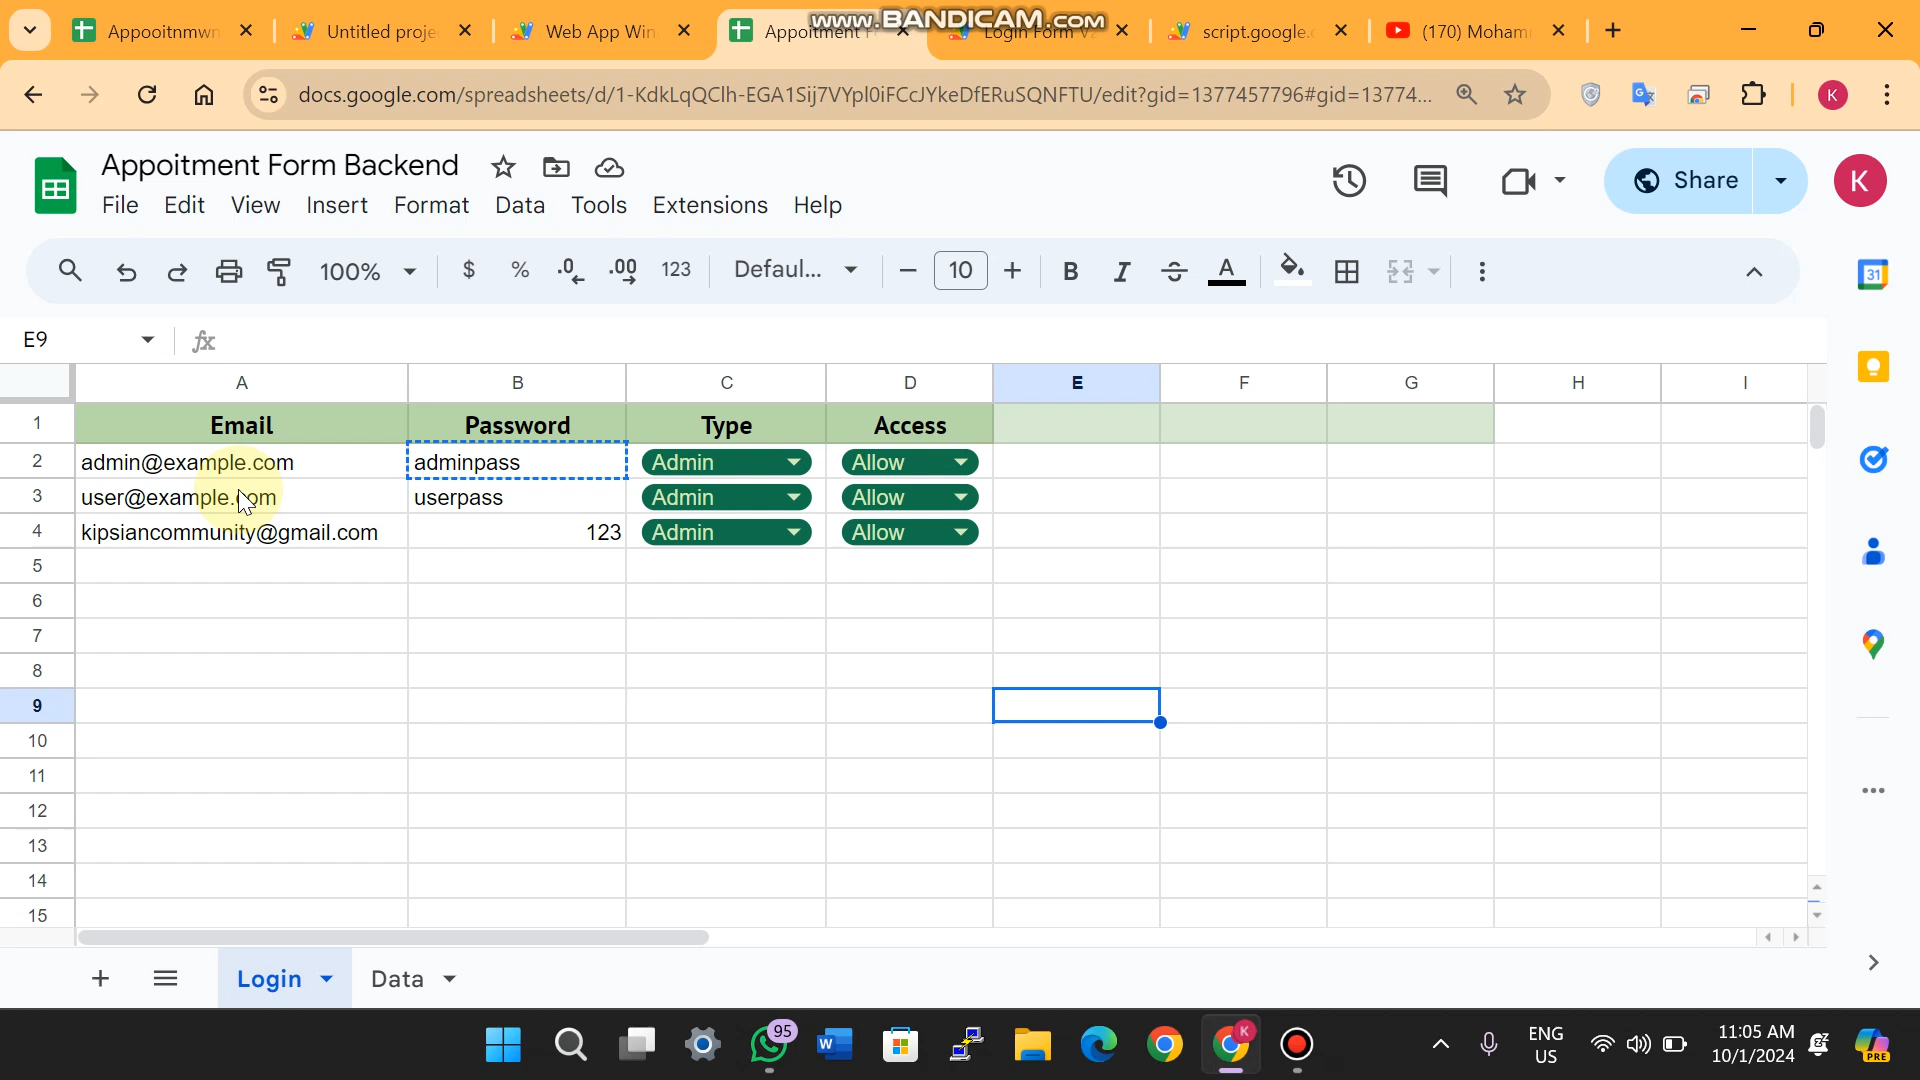 www.BANDICAM.com
Appooitnmwn
Untitled proje
Web App Win
Appoitment F
Login Form V2
script.google.c
(170) Moham
docs.google.com/spreadsheets/d/1-KdkLqQClh-EGA1Sij7VYpl0iFCcJYkeDfERuSQNFTU/edit?gid=1377457796#gid=13774...
K
Appoitment Form Backend
Share
K
File Edit View Insert Format Data Tools Extensions Help
100% $ % .0 .00 123 Defaul... 10 B I A
31
E9 fx
A B C D E F G H I
1 Email Password Type Access
2 admin@example.com adminpass Admin Allow
3 user@example.com userpass Admin Allow
4 kipsiancommunity@gmail.com 123 Admin Allow
5
6
7
8
9
10
11
12
13
14
15
Login Data
95
W
K
ENG
US
11:05 AM
10/1/2024
PRE